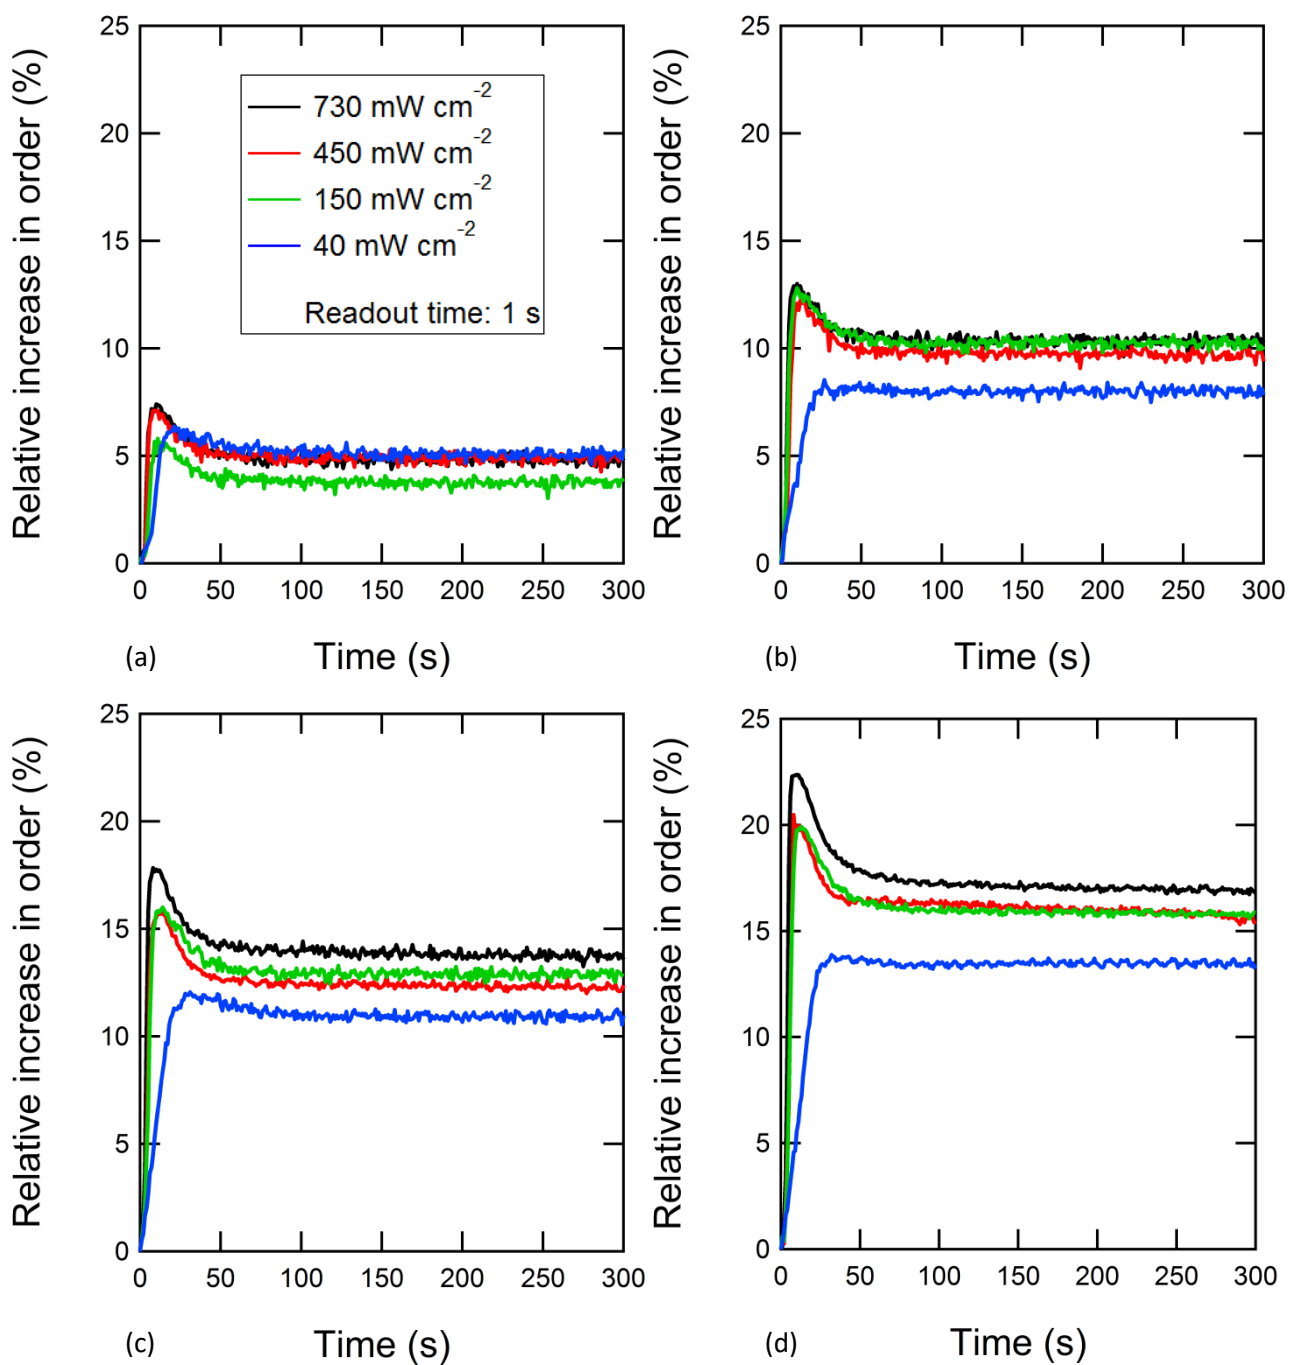 Relative increase in order (%)
25
20
15
10
5
0
730 mW cm⁻²
450 mW cm⁻²
150 mW cm⁻²
40 mW cm⁻²
Readout time: 1 s
0 50 100 150 200 250 300
(a) Time (s)
Relative increase in order (%)
25
20
15
10
5
0
0 50 100 150 200 250 300
(b) Time (s)
Relative increase in order (%)
25
20
15
10
5
0
0 50 100 150 200 250 300
(c) Time (s)
Relative increase in order (%)
25
20
15
10
5
0
0 50 100 150 200 250 300
(d) Time (s)